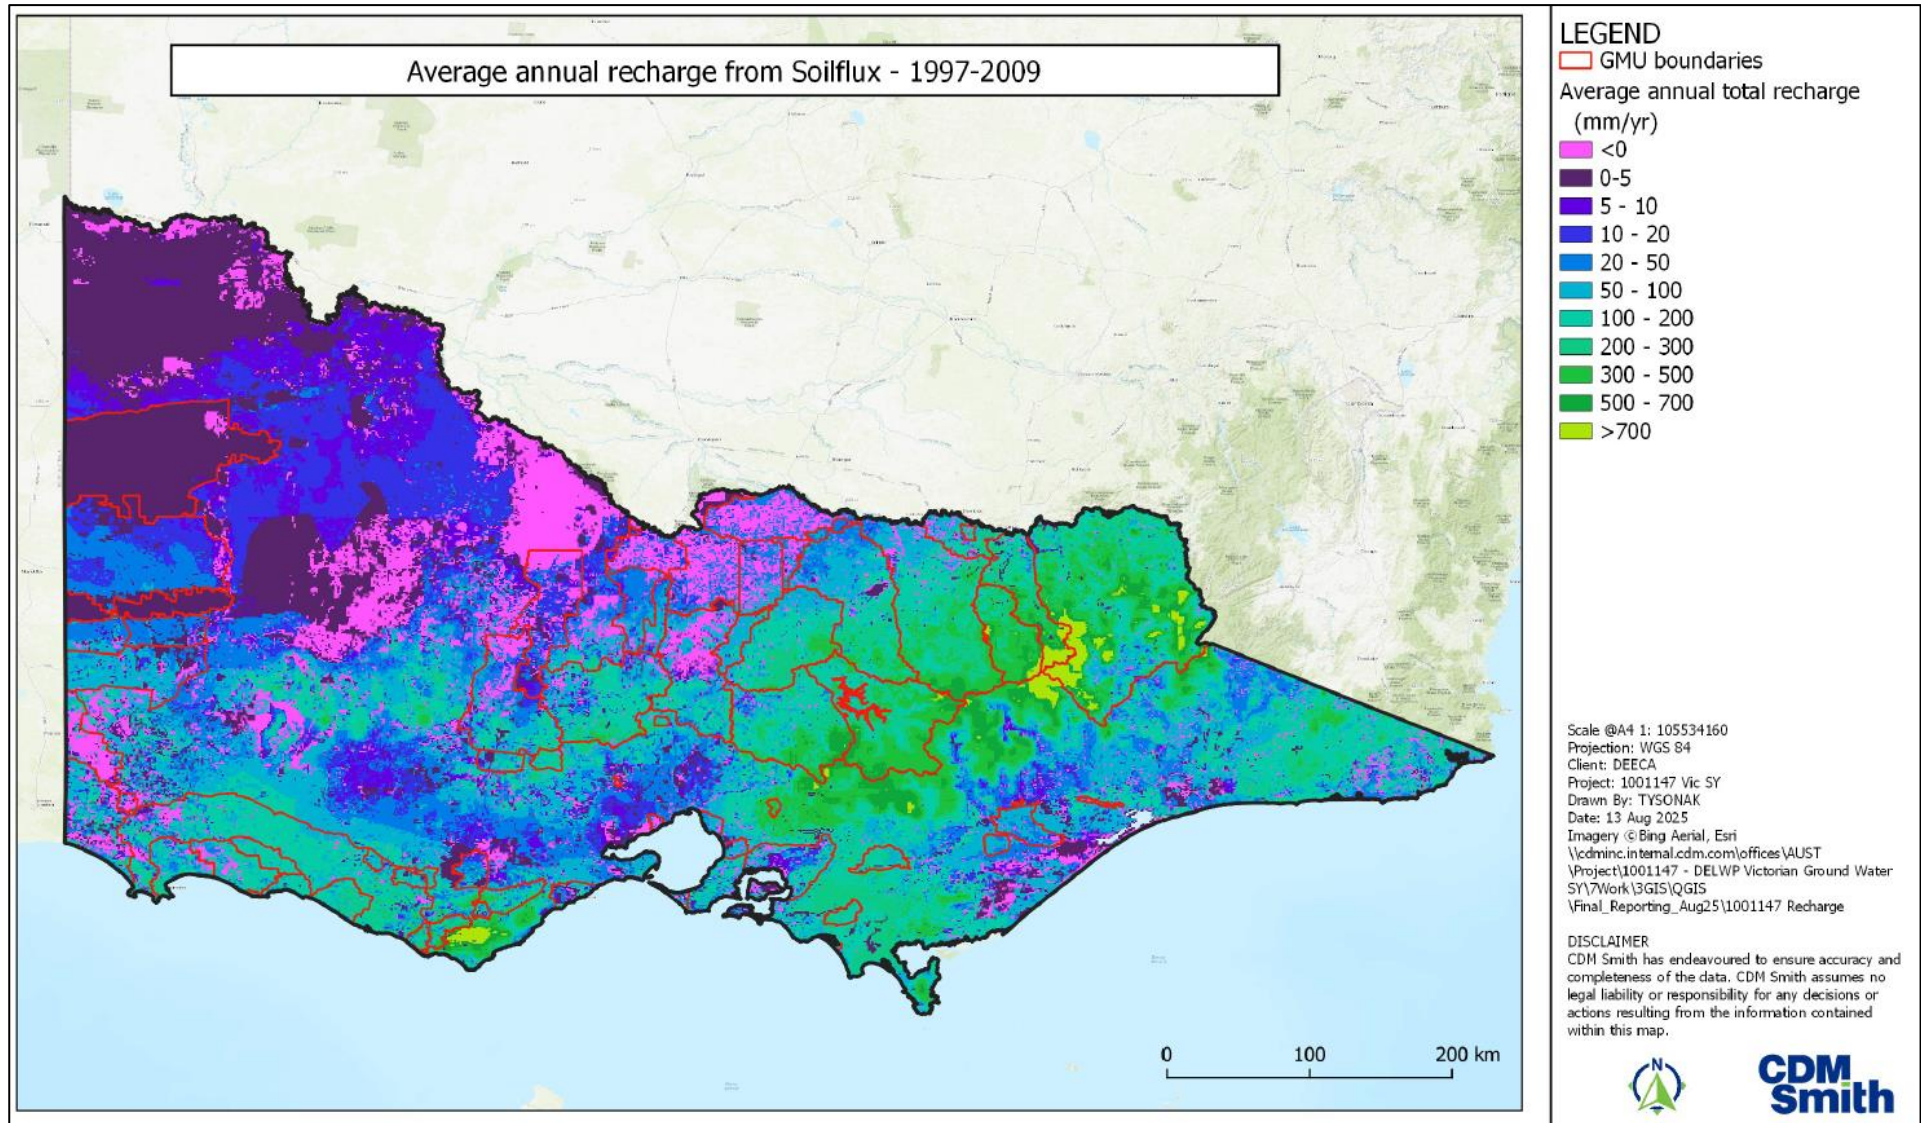 Average annual recharge from Soilflux - 1997-2009
LEGEND
GMU boundaries
Average annual total recharge
(mm/yr)
<0
0-5
5 - 10
10 - 20
20 - 50
50 - 100
100 - 200
200 - 300
300 - 500
500 - 700
>700
Scale @A4 1: 105534160
Projection: WGS 84
Client: DEECA
Project: 1001147 Vic SY
Drawn By: TYSONAK
Date: 13 Aug 2025
Imagery © Bing Aerial, Esri
\\cdminc.internal.cdm.com\offices\AUST
\Project\1001147 - DELWP Victorian Ground Water
SY\7Work\3GIS\QGIS
\Final_Reporting_Aug25\1001147 Recharge
DISCLAIMER
CDM Smith has endeavoured to ensure accuracy and
completeness of the data. CDM Smith assumes no
legal liability or responsibility for any decisions or
actions resulting from the information contained
within this map.
0 100 200 km
N
CDM
Smith